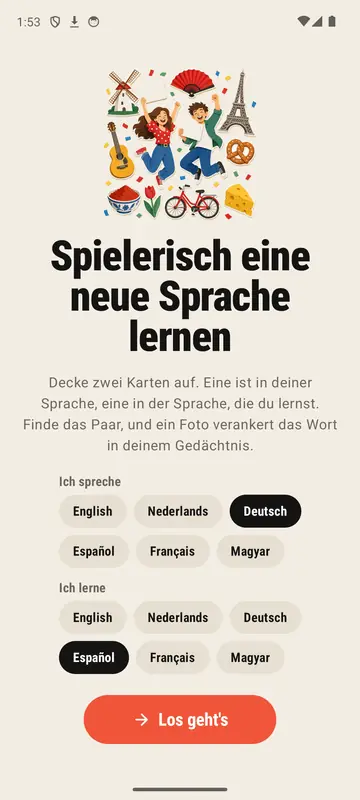 1:53
Spielerisch eine
neue Sprache
lernen
Decke zwei Karten auf. Eine ist in deiner
Sprache, eine in der Sprache, die du lernst.
Finde das Paar, und ein Foto verankert das Wort
in deinem Gedächtnis.
Ich spreche
English Nederlands Deutsch
Español Français Magyar
Ich lerne
English Nederlands Deutsch
Español Français Magyar
→ Los geht's